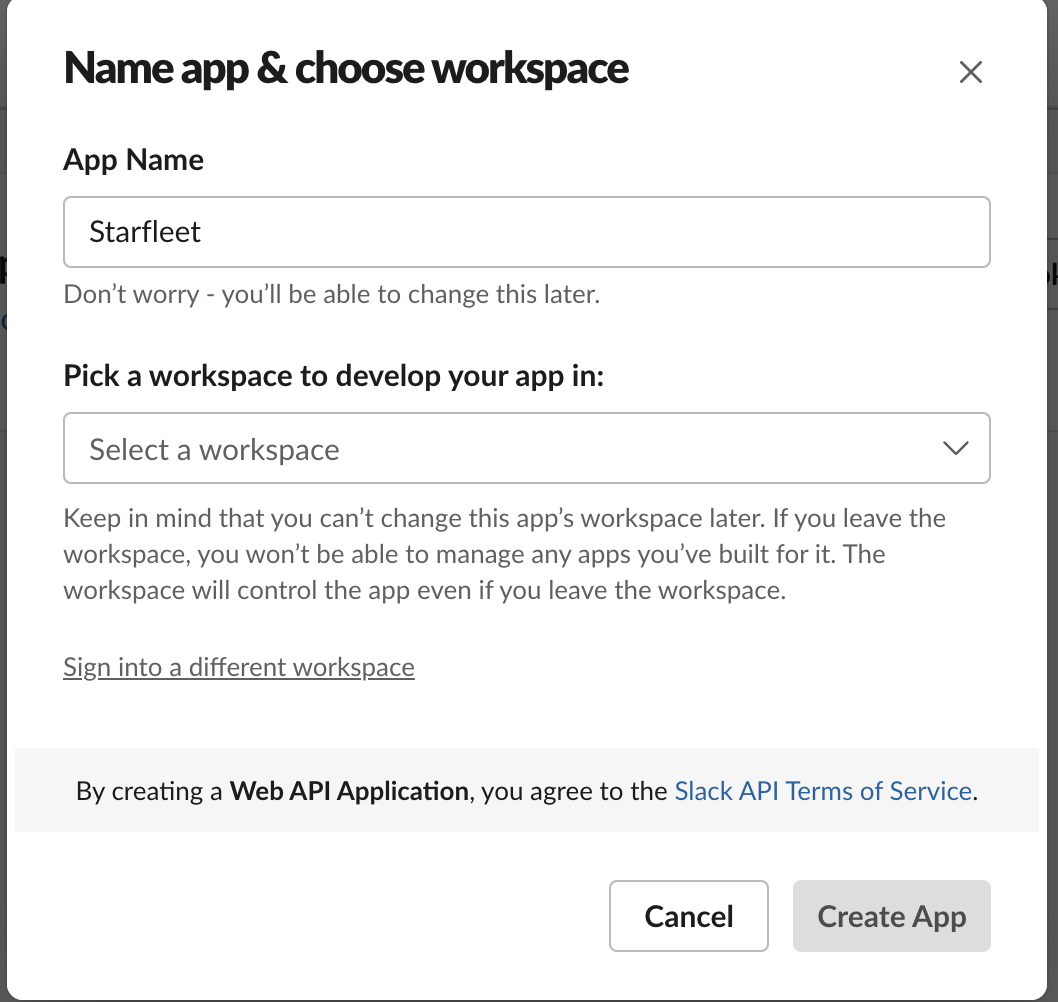 Name app & choose workspace
App Name
Starfleet
Don’t worry - you’ll be able to change this later.
Pick a workspace to develop your app in:
Select a workspace
Keep in mind that you can’t change this app’s workspace later. If you leave the
workspace, you won’t be able to manage any apps you’ve built for it. The
workspace will control the app even if you leave the workspace.
Sign into a different workspace
By creating a Web API Application, you agree to the Slack API Terms of Service.
Cancel Create App